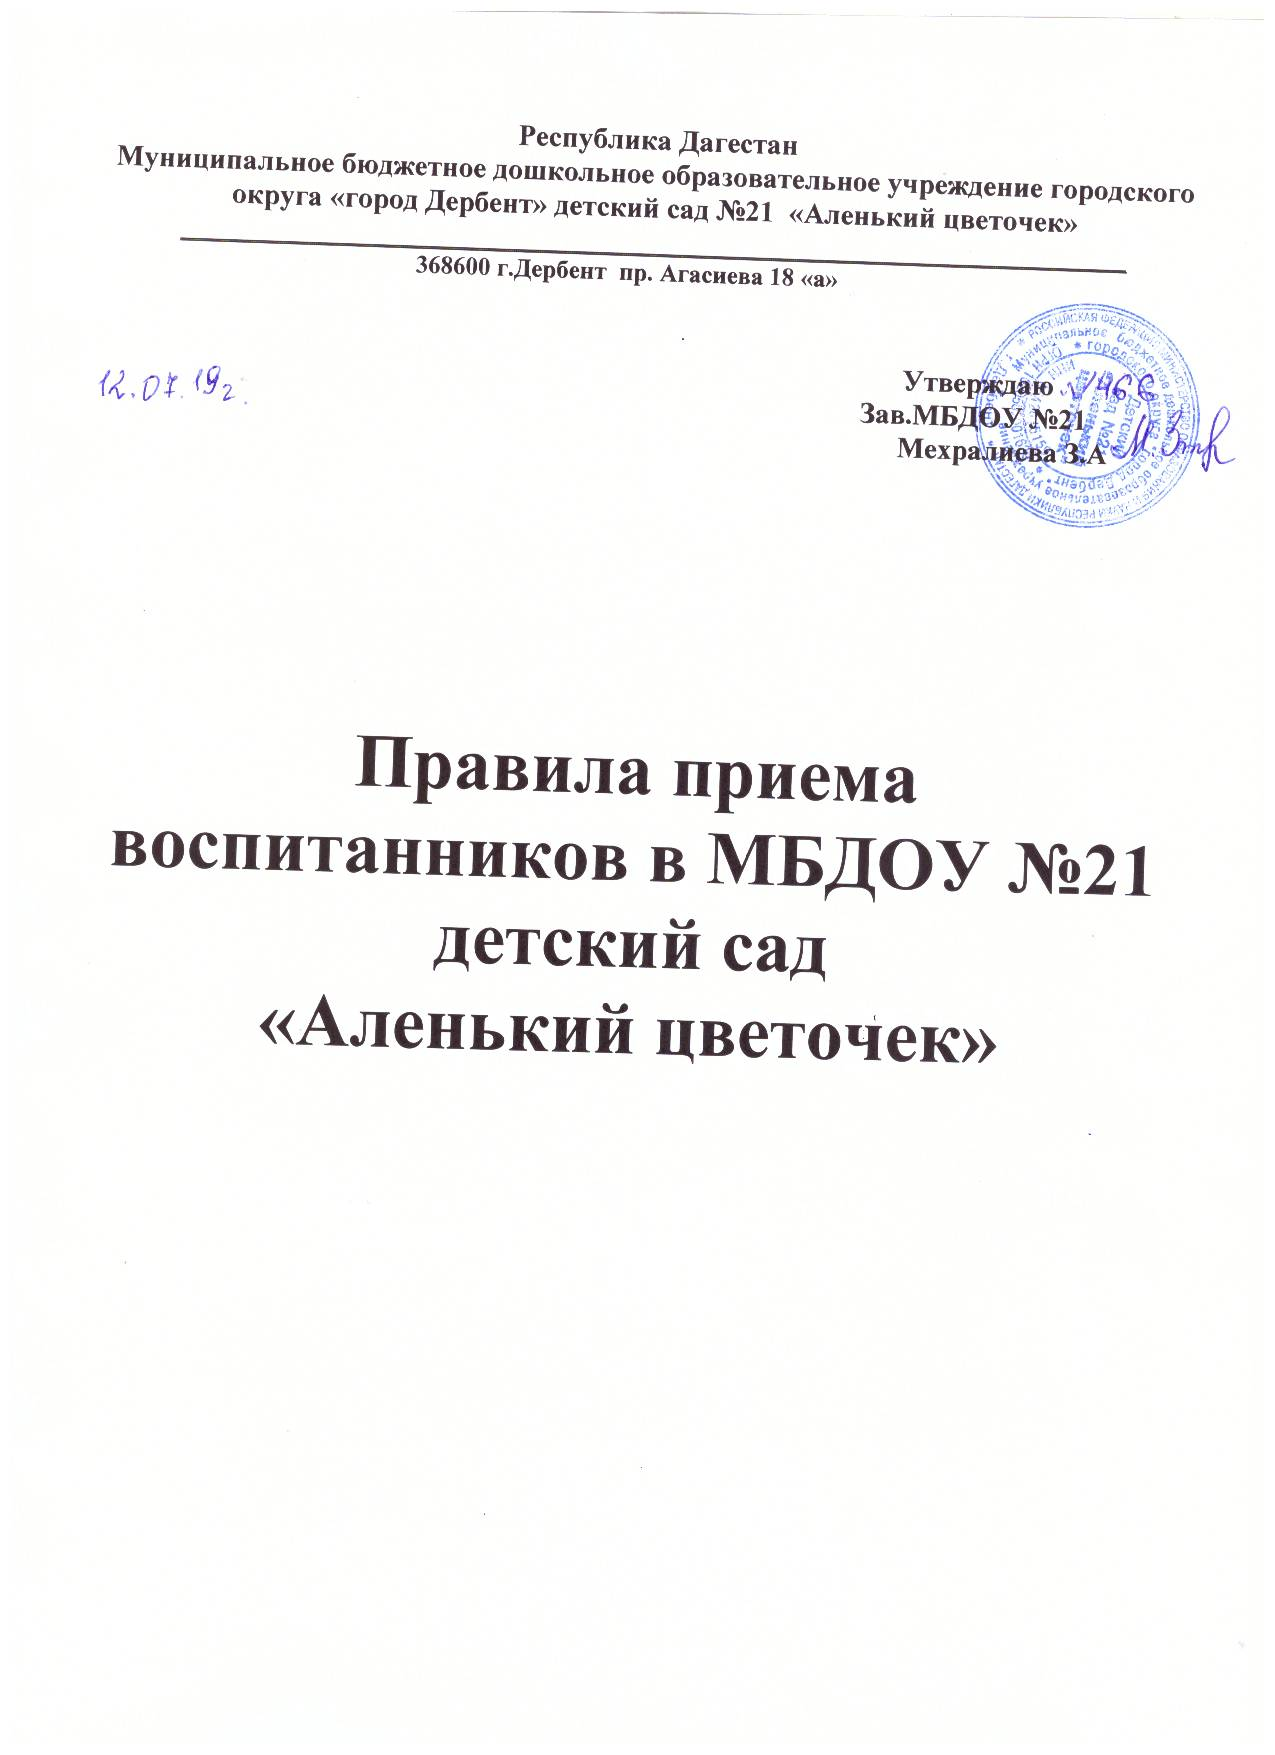 Республика Дагестан
Муниципальное бюджетное дошкольное образовательное учреждение городского
округа «город Дербент» детский сад №21 «Аленький цветочек»
368600 г.Дербент пр. Агасиева 18 «а»
12.07.19г.
Утверждаю
Зав.МБДОУ №21
Мехралиева З.А
Правила приема
воспитанников в МБДОУ №21
детский сад
«Аленький цветочек»